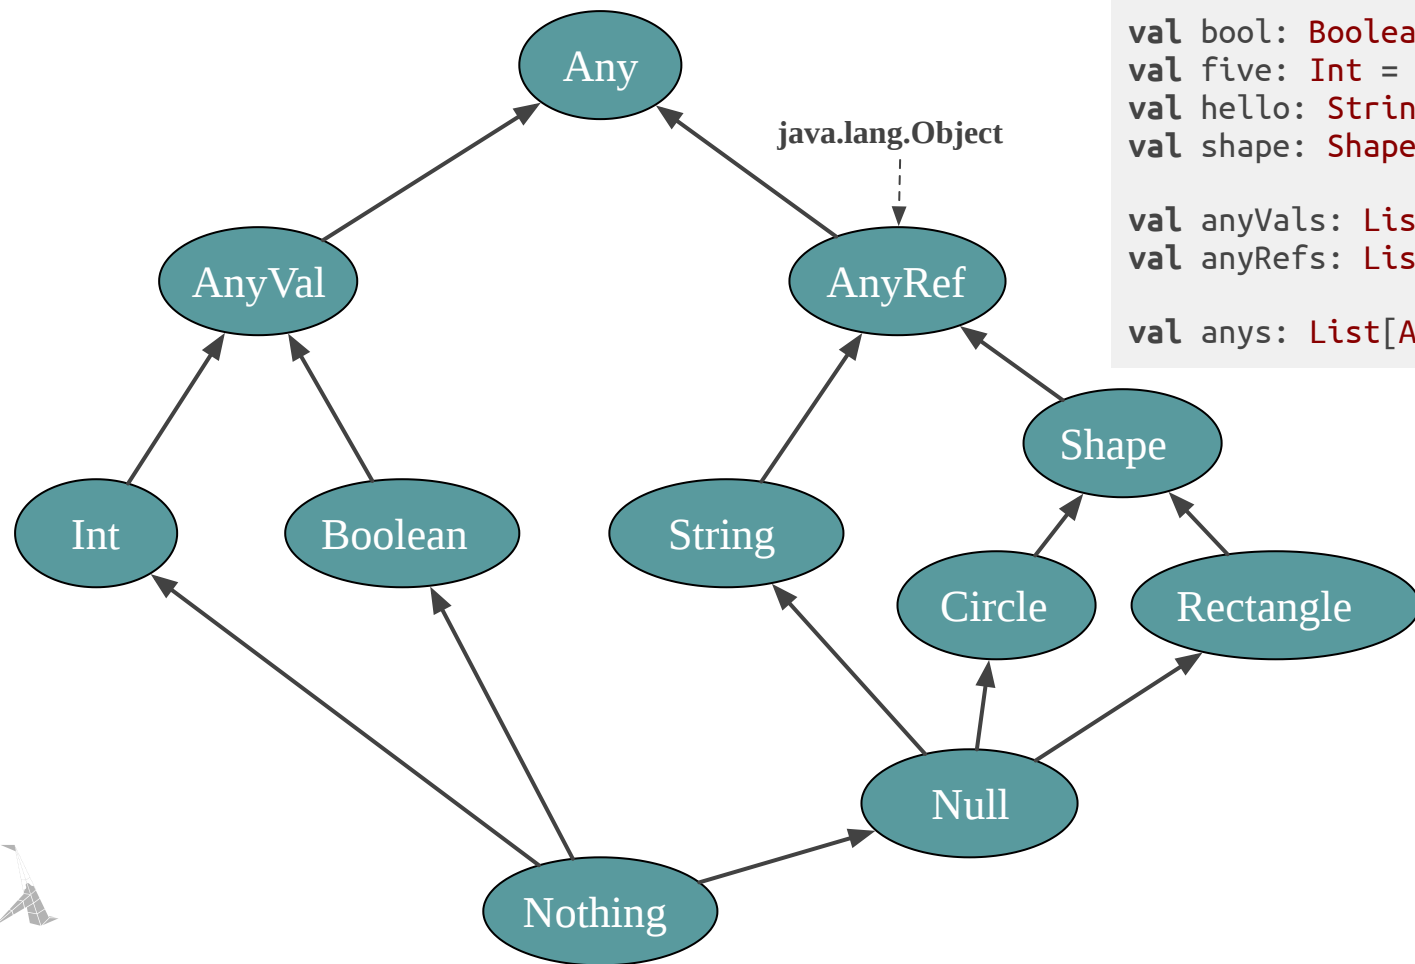 Any
java.lang.Object
AnyVal
AnyRef
Shape
Int
Boolean
String
Circle
Rectangle
Null
Nothing
val bool: Boolea
val five: Int =
val hello: Strin
val shape: Shape
val anyVals: Lis
val anyRefs: Lis
val anys: List[A